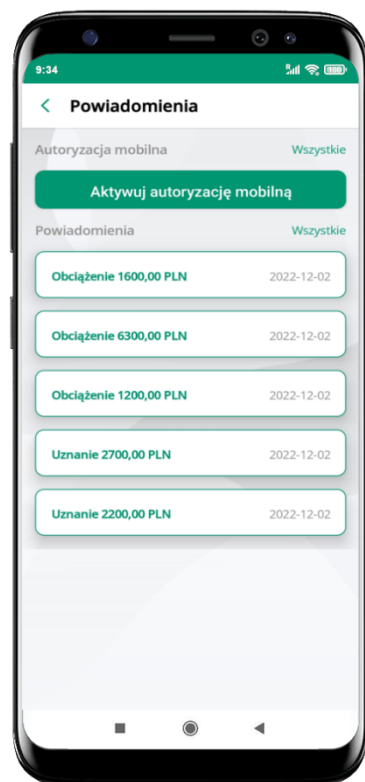 9:34
Powiadomienia
Autoryzacja mobilna Wszystkie
Aktywuj autoryzację mobilną
Powiadomienia Wszystkie
Obciążenie 1600,00 PLN 2022-12-02
Obciążenie 6300,00 PLN 2022-12-02
Obciążenie 1200,00 PLN 2022-12-02
Uznanie 2700,00 PLN 2022-12-02
Uznanie 2200,00 PLN 2022-12-02